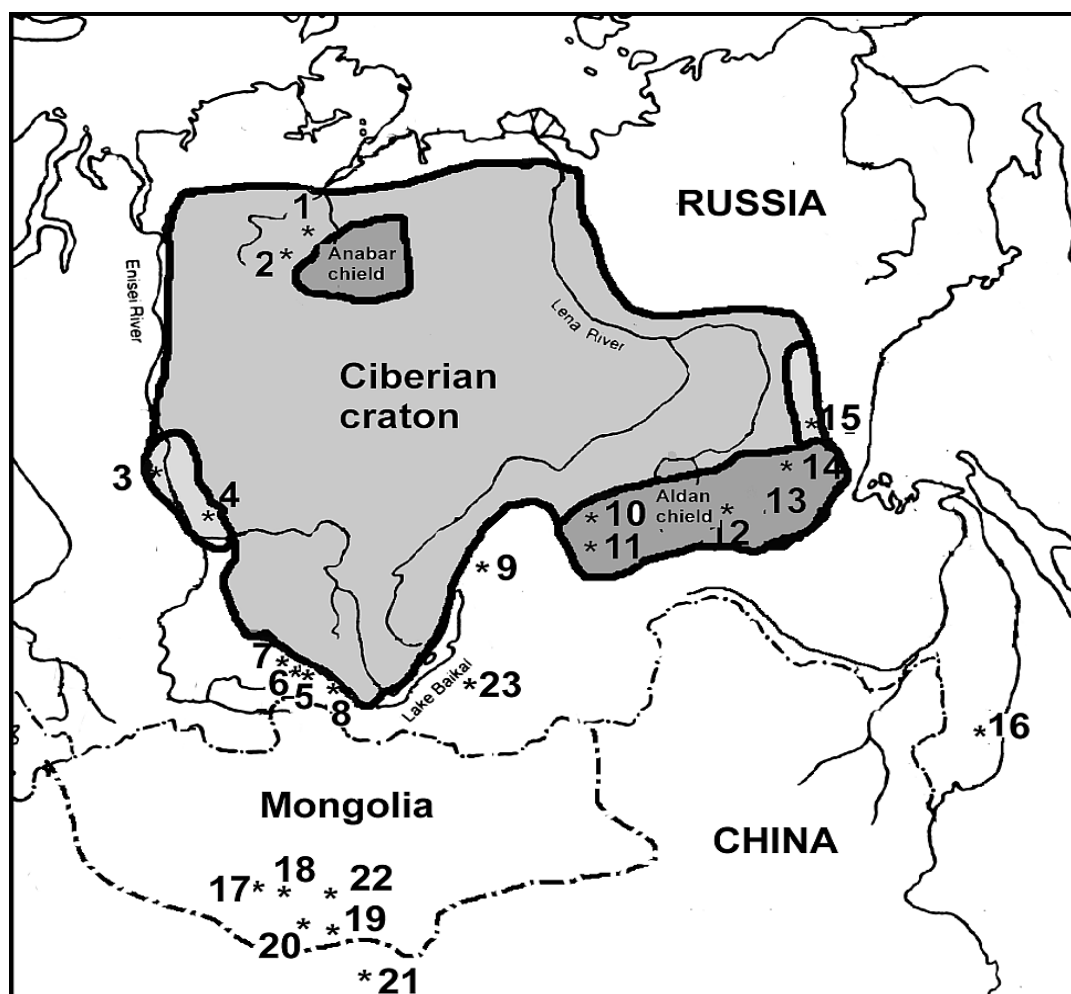 RUSSIA
1
2
Anabar
chield
Enisei River
Lena River
Ciberian
craton
15
3
4
14
10
Aldan
chield
13
12
11
9
7
6
5
8
Lake Baikal
23
16
Mongolia
CHINA
17
18
22
19
20
21